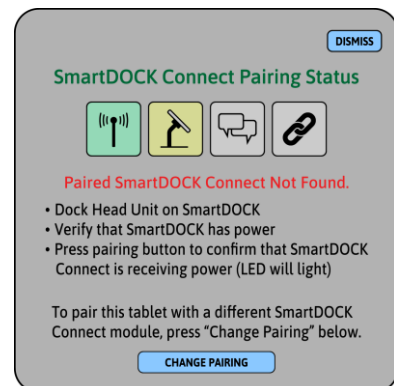 DISMISS
SmartDOCK Connect Pairing Status
Paired SmartDOCK Connect Not Found.
• Dock Head Unit on SmartDOCK
• Verify that SmartDOCK has power
• Press pairing button to confirm that SmartDOCK
Connect is receiving power (LED will light)
To pair this tablet with a different SmartDOCK
Connect module, press “Change Pairing” below.
CHANGE PAIRING